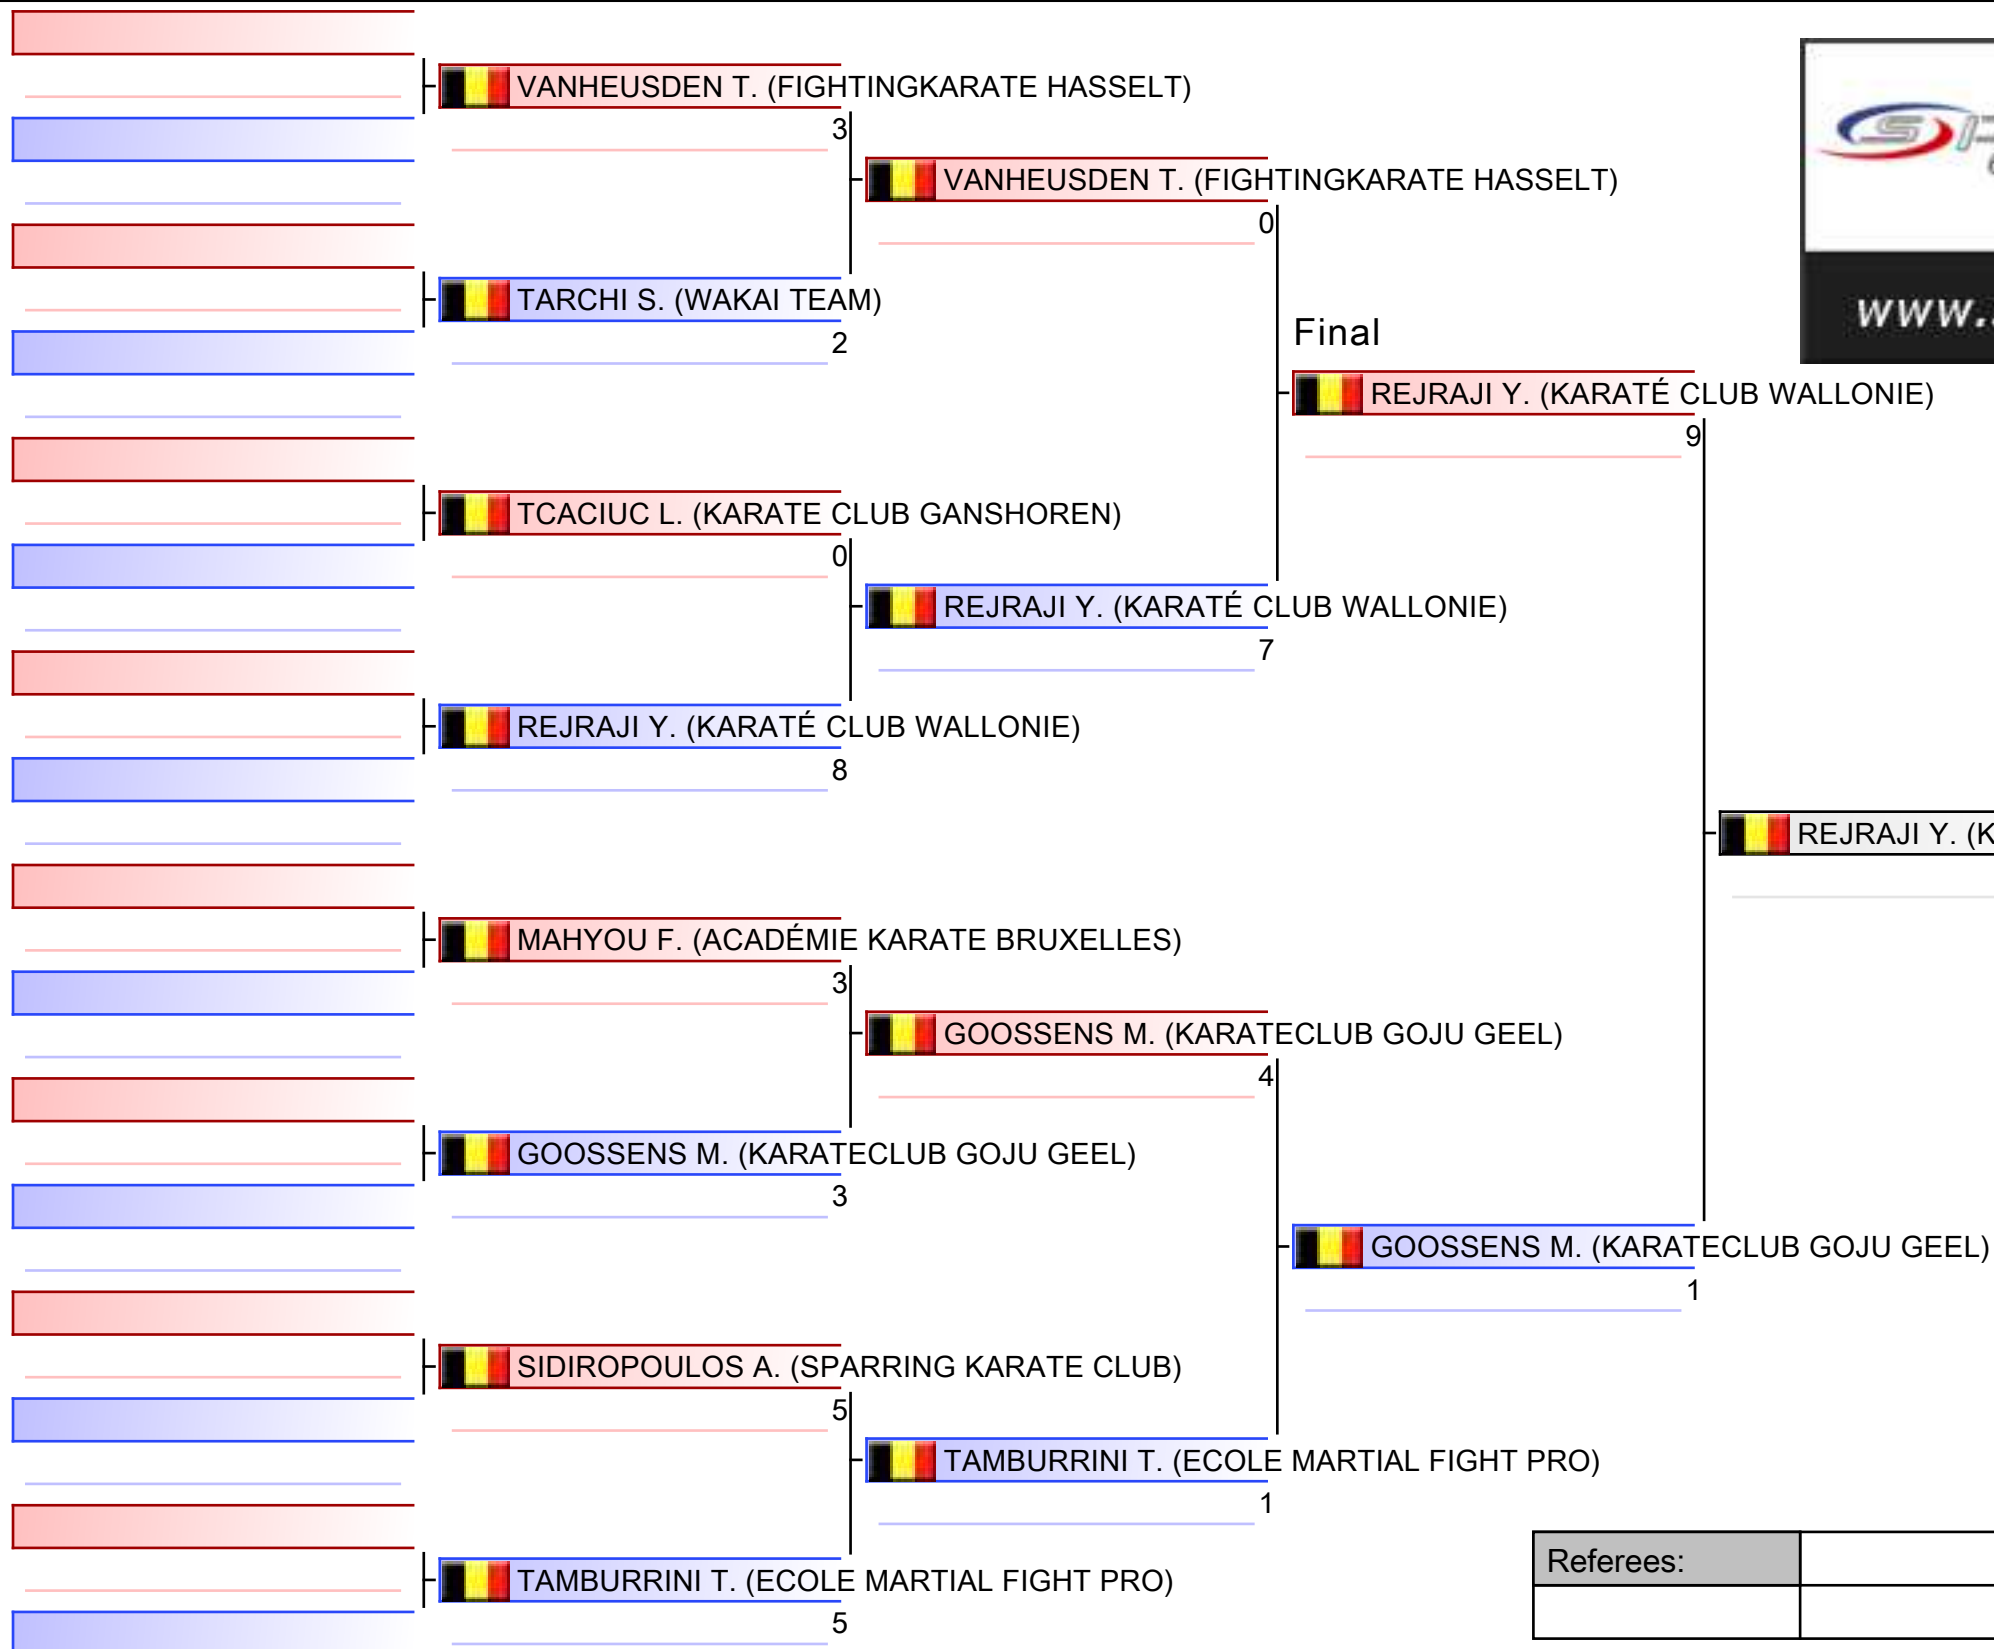 VANHEUSDEN T. (FIGHTINGKARATE HASSELT)
3
VANHEUSDEN T. (FIGHTINGKARATE HASSELT)
0
TARCHI S. (WAKAI TEAM)
2
Final
REJRAJI Y. (KARATÉ CLUB WALLONIE)
9
TCACIUC L. (KARATE CLUB GANSHOREN)
0
REJRAJI Y. (KARATÉ CLUB WALLONIE)
7
REJRAJI Y. (KARATÉ CLUB WALLONIE)
8
REJRAJI Y. (K
MAHYOU F. (ACADÉMIE KARATE BRUXELLES)
3
GOOSSENS M. (KARATECLUB GOJU GEEL)
4
GOOSSENS M. (KARATECLUB GOJU GEEL)
3
GOOSSENS M. (KARATECLUB GOJU GEEL)
1
SIDIROPOULOS A. (SPARRING KARATE CLUB)
5
TAMBURRINI T. (ECOLE MARTIAL FIGHT PRO)
1
TAMBURRINI T. (ECOLE MARTIAL FIGHT PRO)
5
www.
Referees: